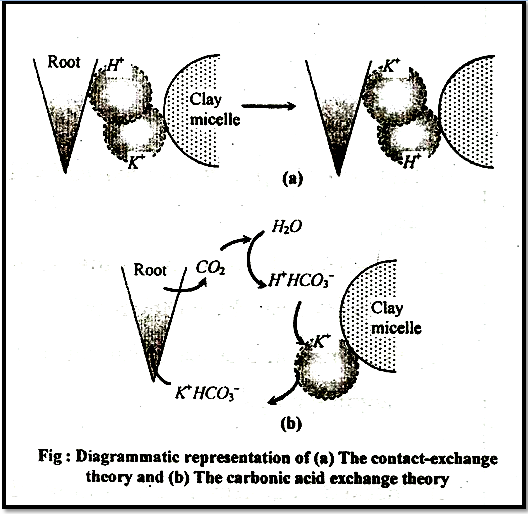 Root H⁺ Clay micelle K⁺
K⁺ H⁺
(a)
H₂O
Root CO₂
H⁺HCO₃⁻
Clay
micelle
K⁺
K⁺HCO₃⁻
(b)
Fig : Diagrammatic representation of (a) The contact-exchange
theory and (b) The carbonic acid exchange theory